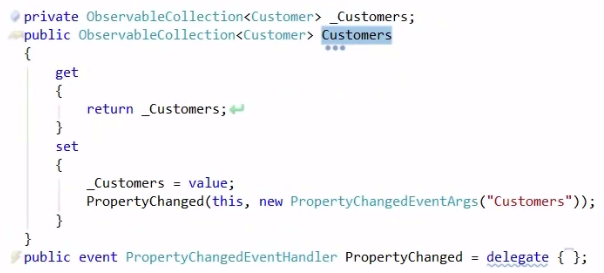 private ObservableCollection<Customer> _Customers;
public ObservableCollection<Customer> Customers
{
get
{
return _Customers;
}
set
{
_Customers = value;
PropertyChanged(this, new PropertyChangedEventArgs("Customers"));
}
}
public event PropertyChangedEventHandler PropertyChanged = delegate { };